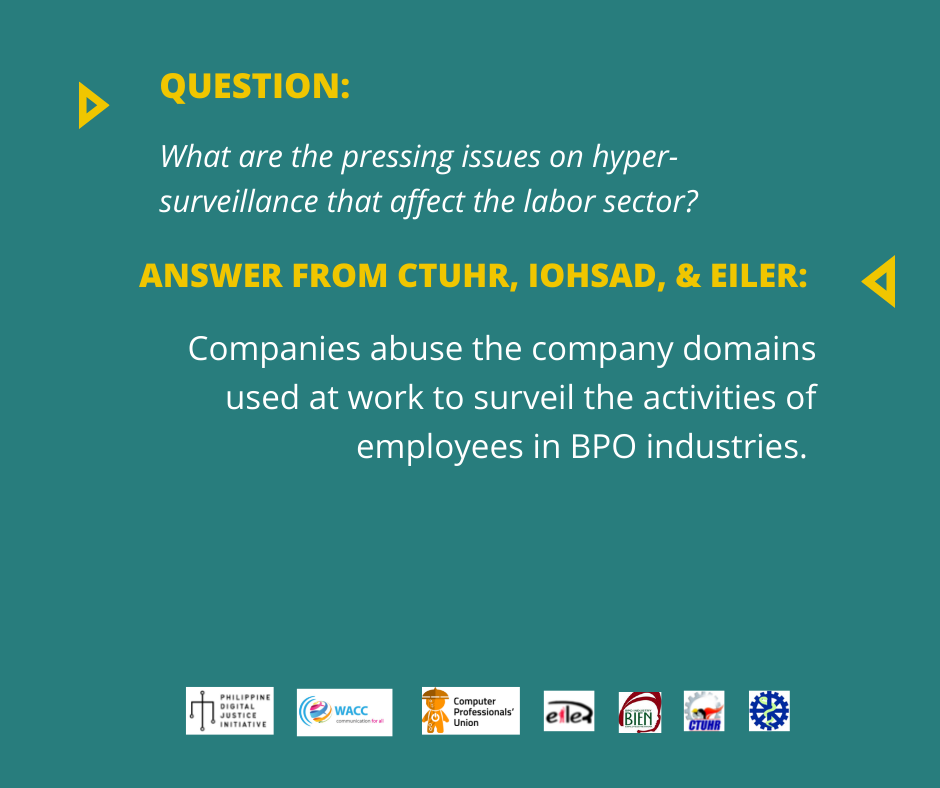 QUESTION:
What are the pressing issues on hyper-
surveillance that affect the labor sector?
ANSWER FROM CTUHR, IOHSAD, & EILER:
Companies abuse the company domains
used at work to surveil the activities of
employees in BPO industries.
PHILIPPINE
DIGITAL
JUSTICE
INITIATIVE
WACC
communication for all
Computer
Professionals'
Union
eiler
BIEN
CTUHR